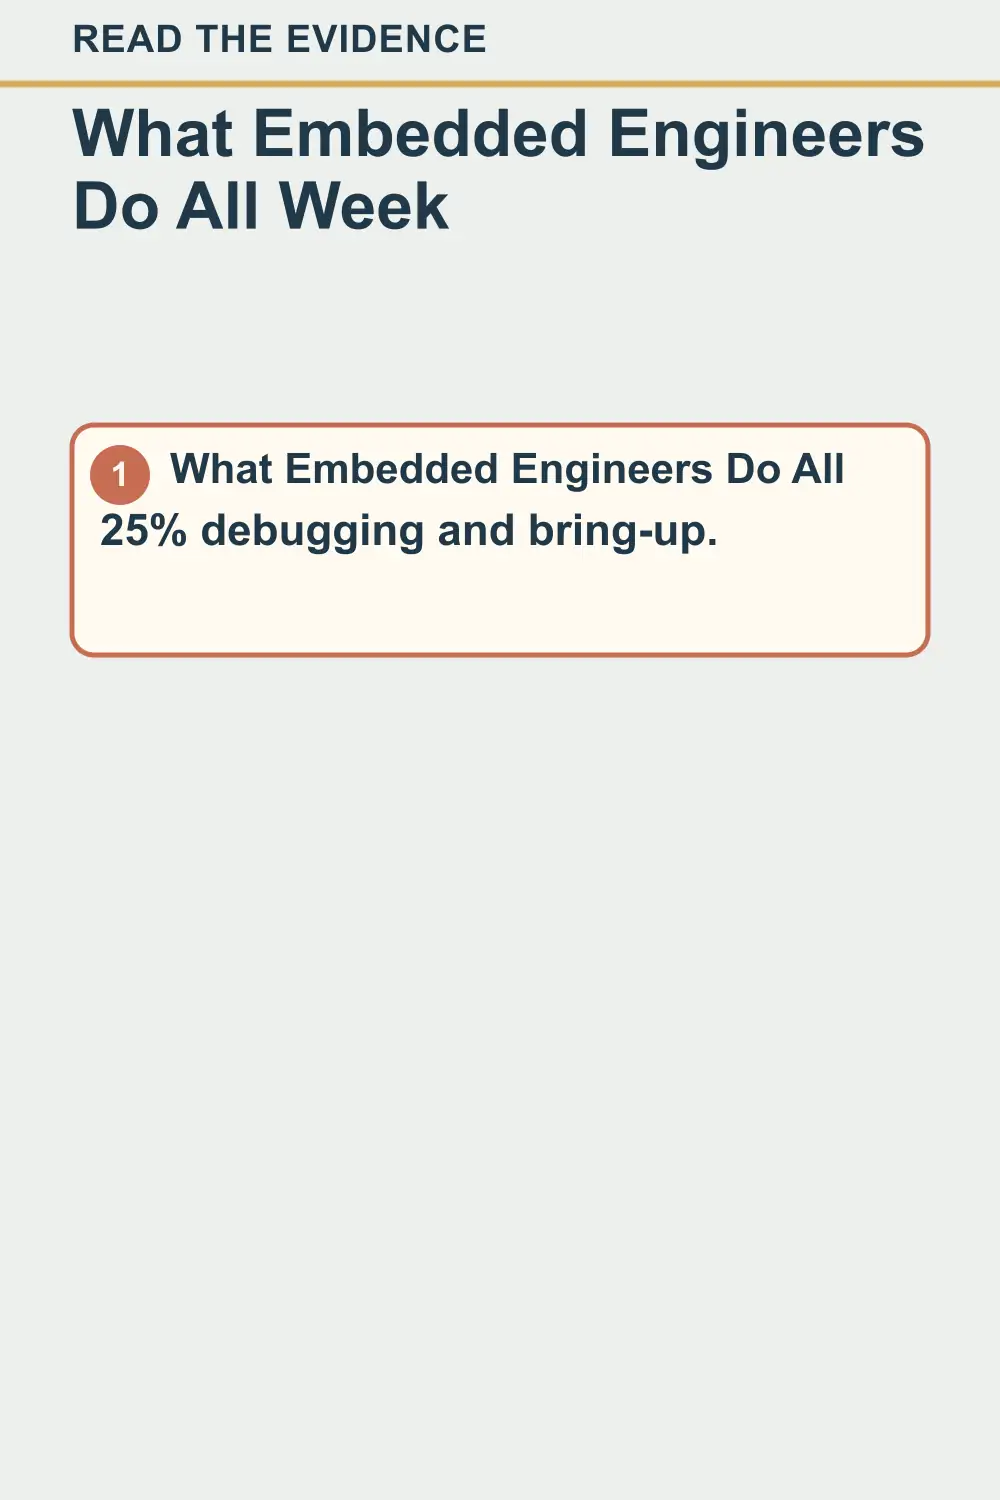 READ THE EVIDENCE
What Embedded Engineers
Do All Week
1 What Embedded Engineers Do All
25% debugging and bring-up.